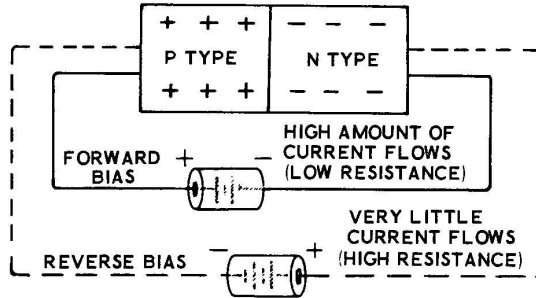 + + + − − −
P TYPE N TYPE
+ + + − − −
FORWARD
BIAS
+ −
HIGH AMOUNT OF
CURRENT FLOWS
(LOW RESISTANCE)
REVERSE BIAS
− +
VERY LITTLE
CURRENT FLOWS
(HIGH RESISTANCE)